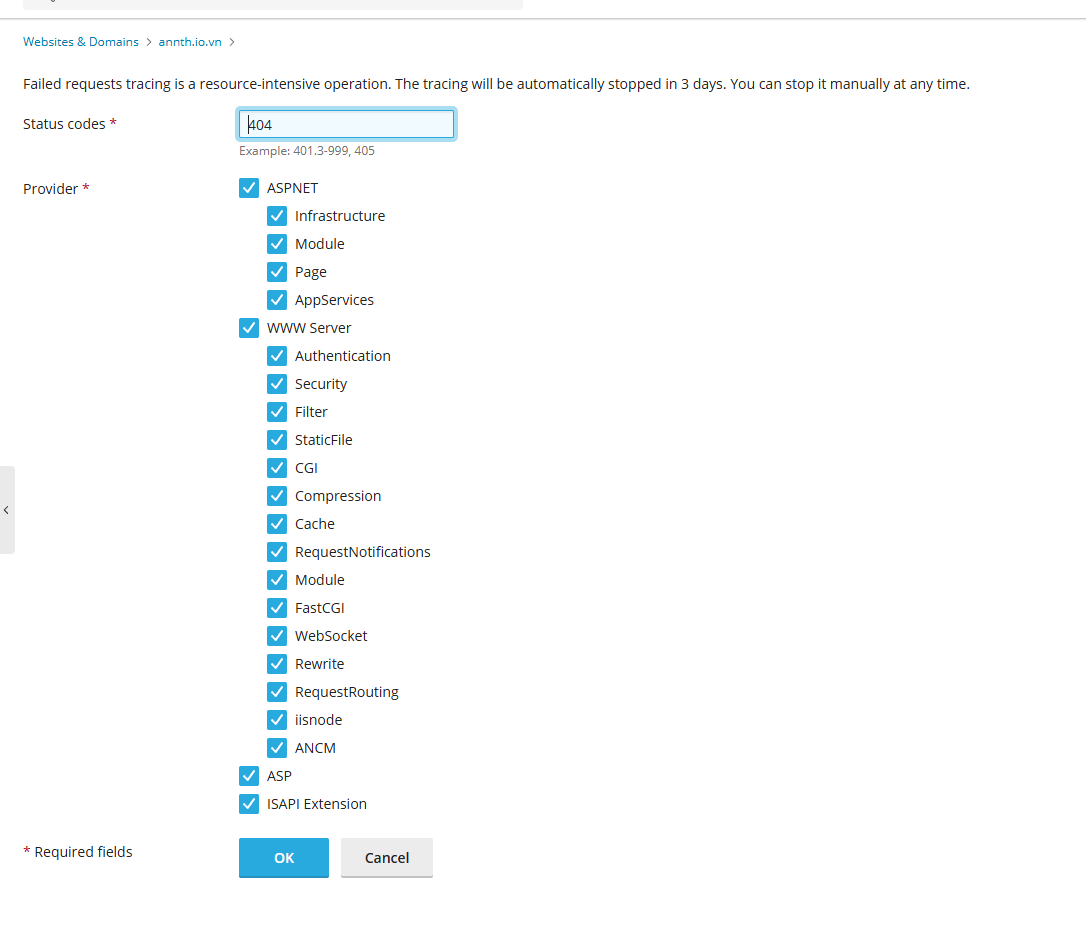 Websites & Domains > annth.io.vn >
Failed requests tracing is a resource-intensive operation. The tracing will be automatically stopped in 3 days. You can stop it manually at any time.
Status codes * 404
Example: 401.3-999, 405
Provider * ASPNET
Infrastructure
Module
Page
AppServices
WWW Server
Authentication
Security
Filter
StaticFile
CGI
Compression
Cache
RequestNotifications
Module
FastCGI
WebSocket
Rewrite
RequestRouting
iisnode
ANCM
ASP
ISAPI Extension
* Required fields OK Cancel